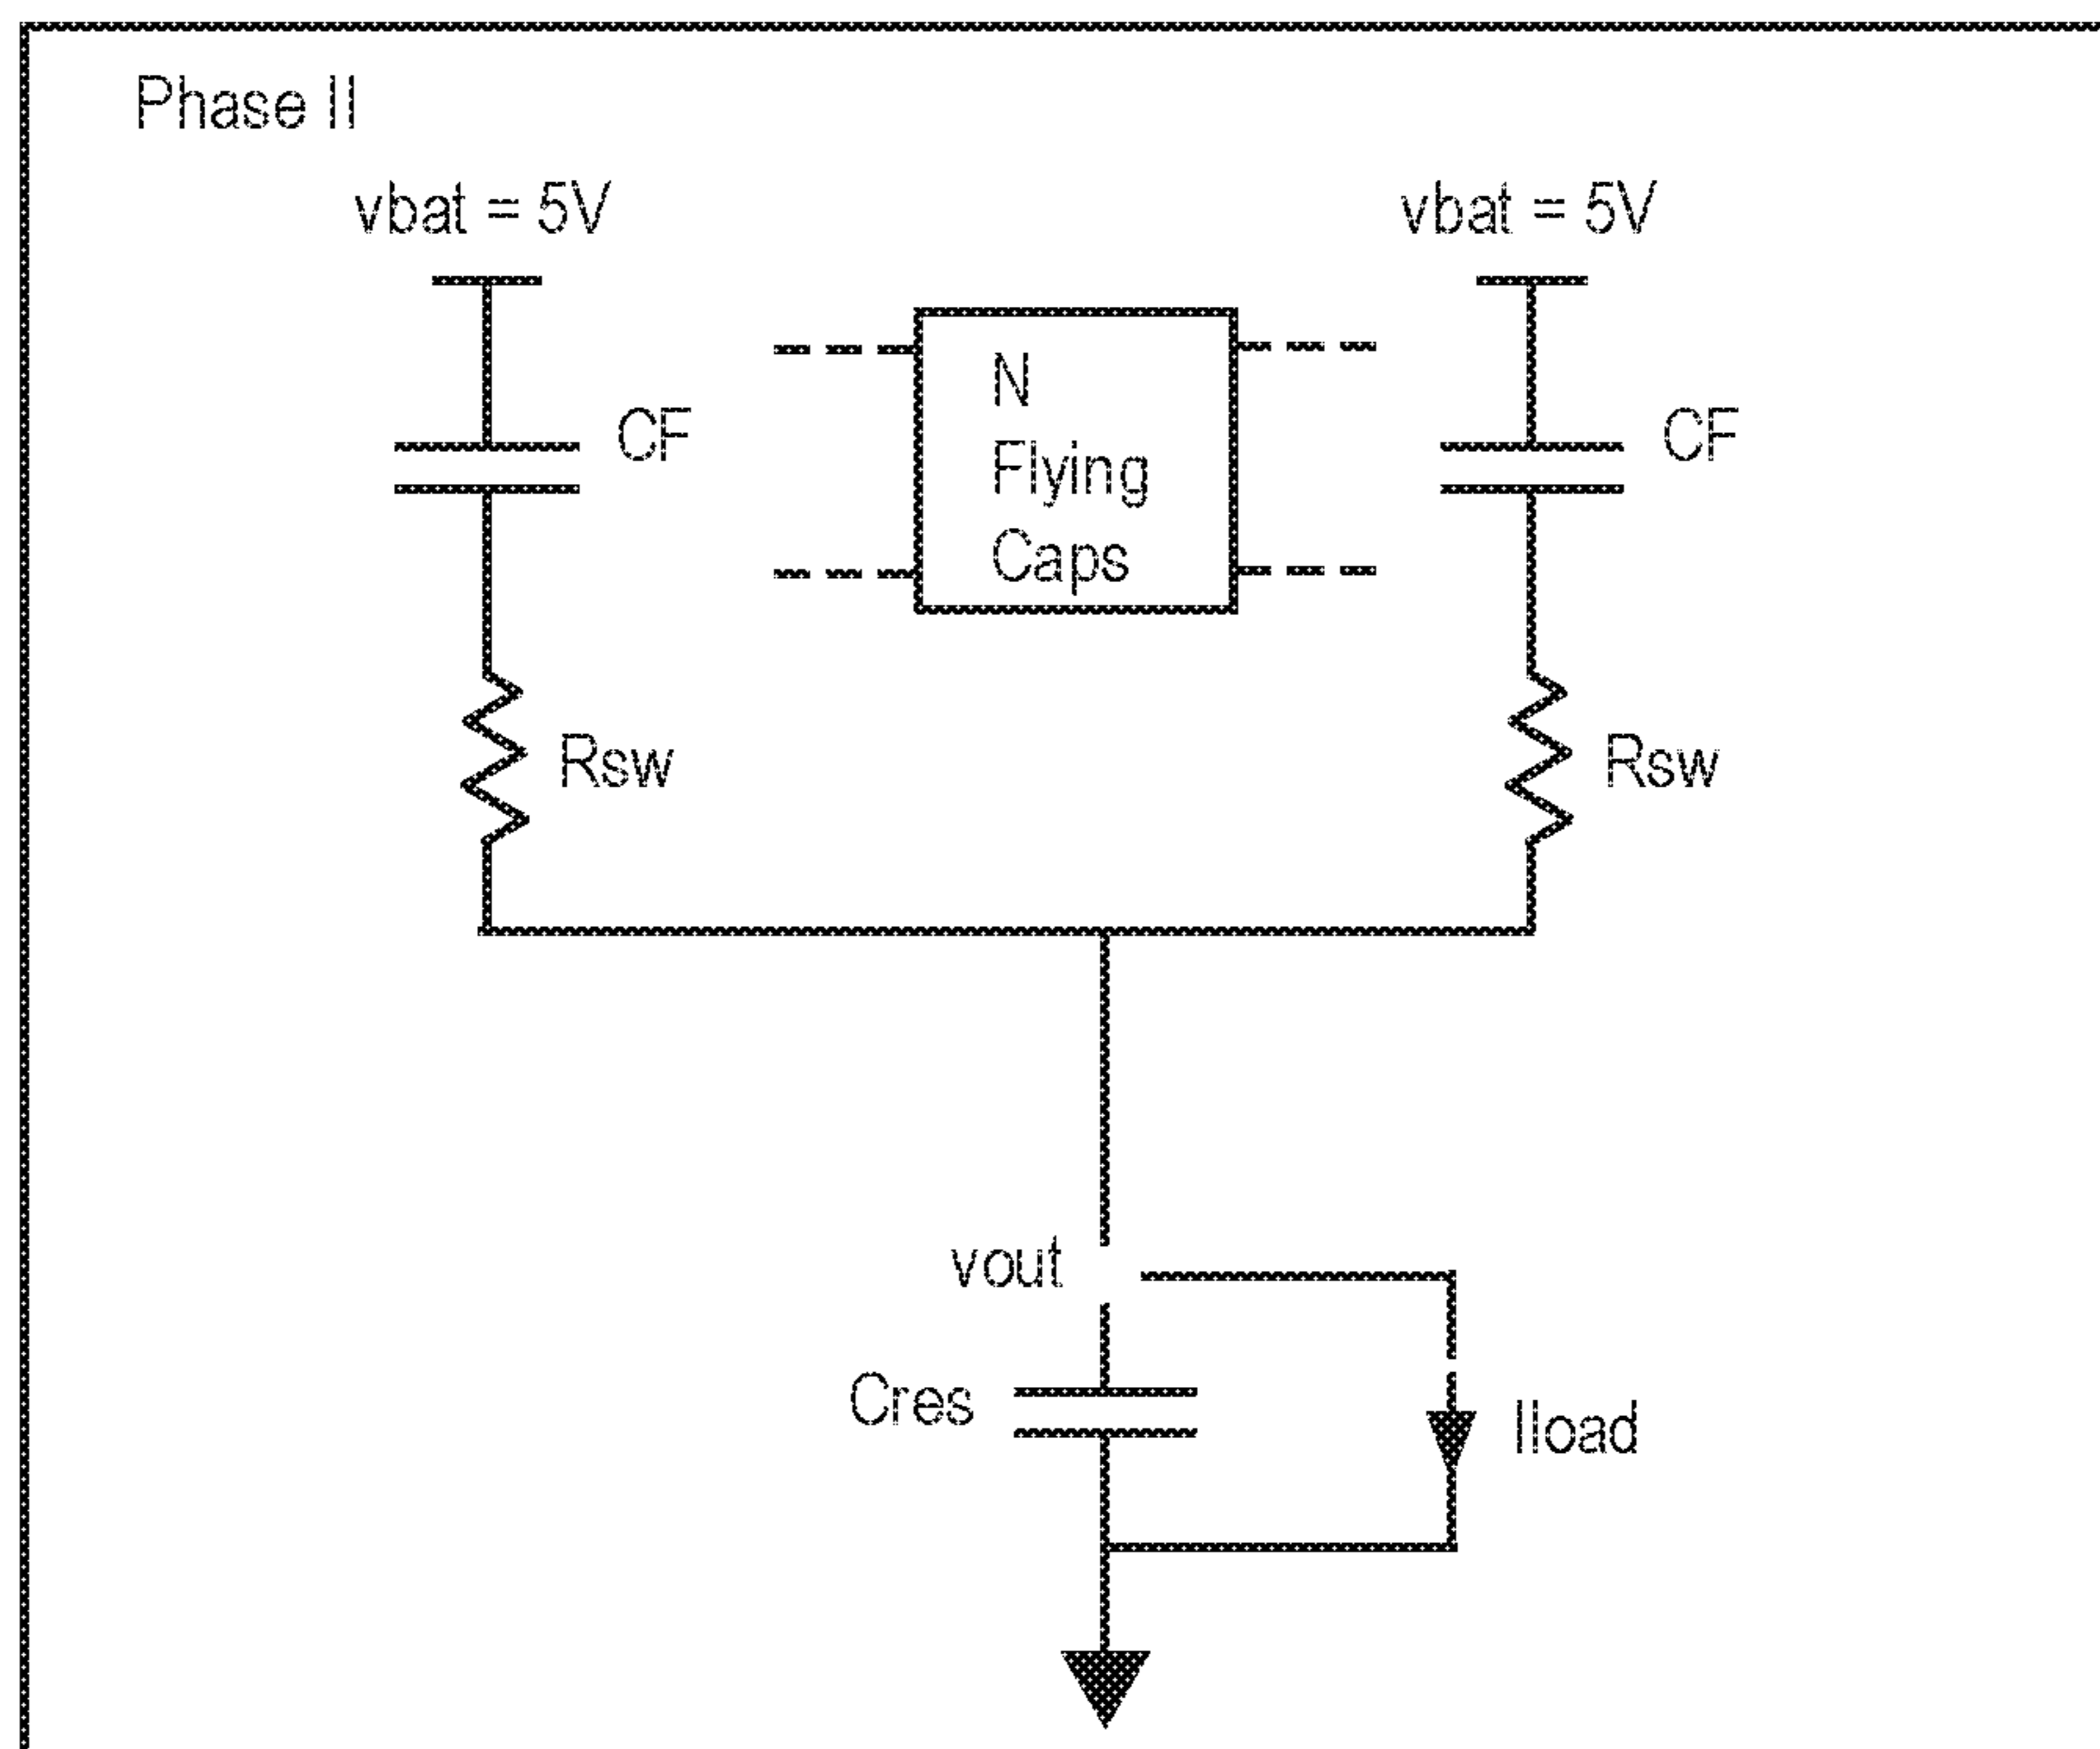 Phase II
vbat = 5V
vbat = 5V
CF
N
Flying
Caps
CF
Rsw
Rsw
vout
Cres
Iload